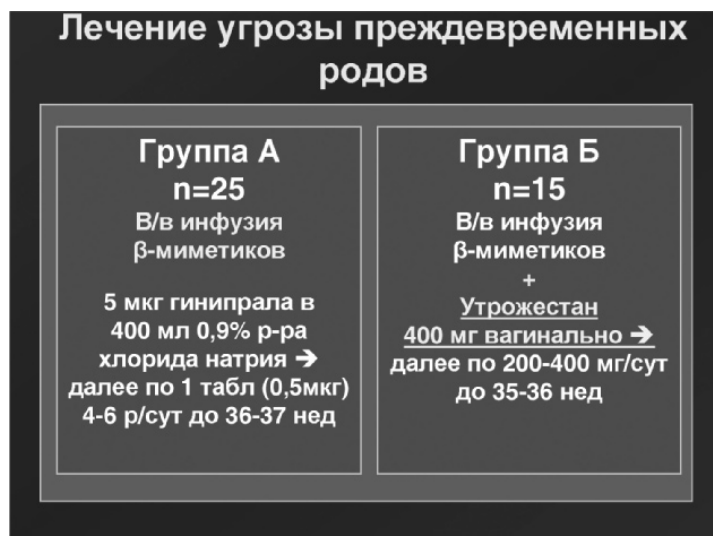 Лечение угрозы преждевременных
родов
Группа А
n=25
В/в инфузия
β-миметиков
5 мкг гинипрала в
400 мл 0,9% р-ра
хлорида натрия ➔
далее по 1 табл (0,5мкг)
4-6 р/сут до 36-37 нед
Группа Б
n=15
В/в инфузия
β-миметиков
+
Утрожестан
400 мг вагинально ➔
далее по 200-400 мг/сут
до 35-36 нед